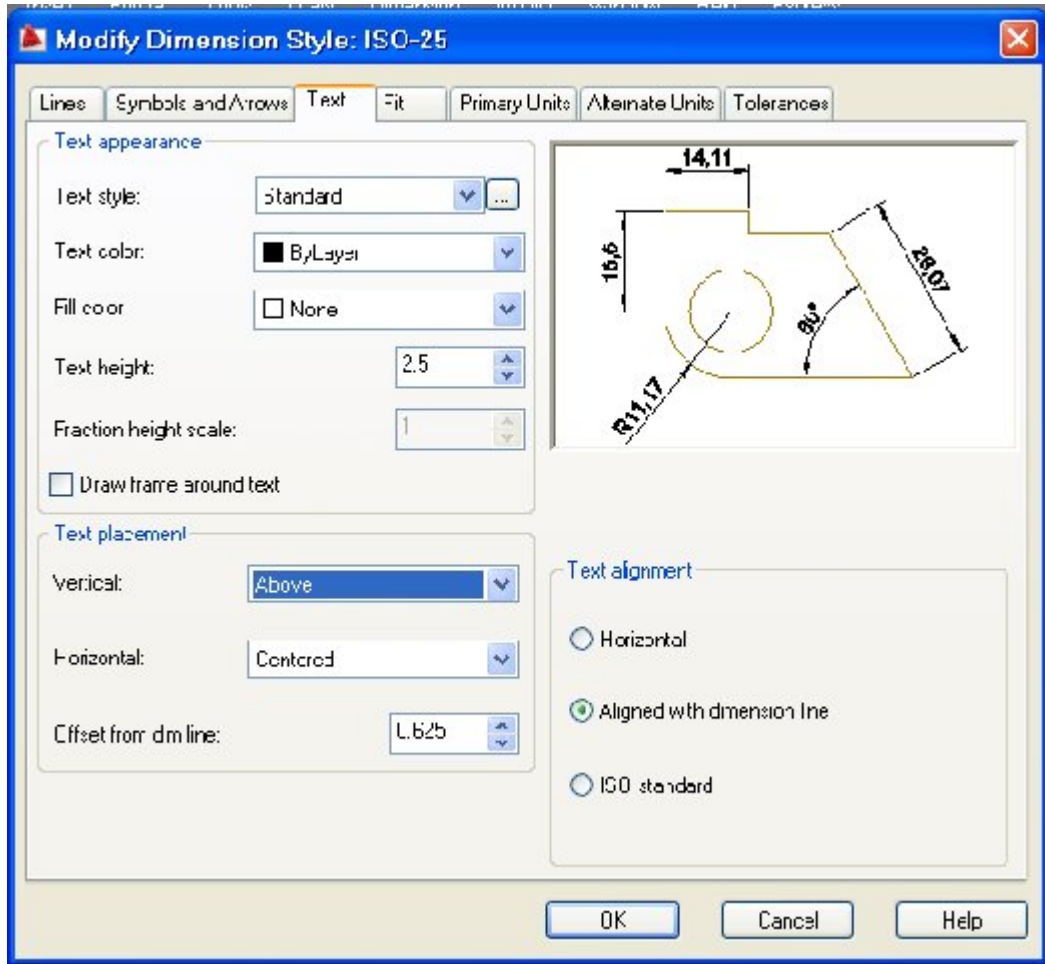 Modify Dimension Style: ISO-25
Lines Symbols and Arrows Text Fit Primary Units Alternate Units Tolerances
Text appearance
Text style: Standard ...
Text color: ByLayer
Fill color None
Text height: 2.5
Fraction height scale: 1
Draw frame around text
14,11
16,6
28,07
60°
R11,17
Text placement
Vertical: Above
Horizontal: Centered
Offset from dim line: 0.625
Text alignment
Horizontal
Aligned with dimension line
ISO standard
OK Cancel Help